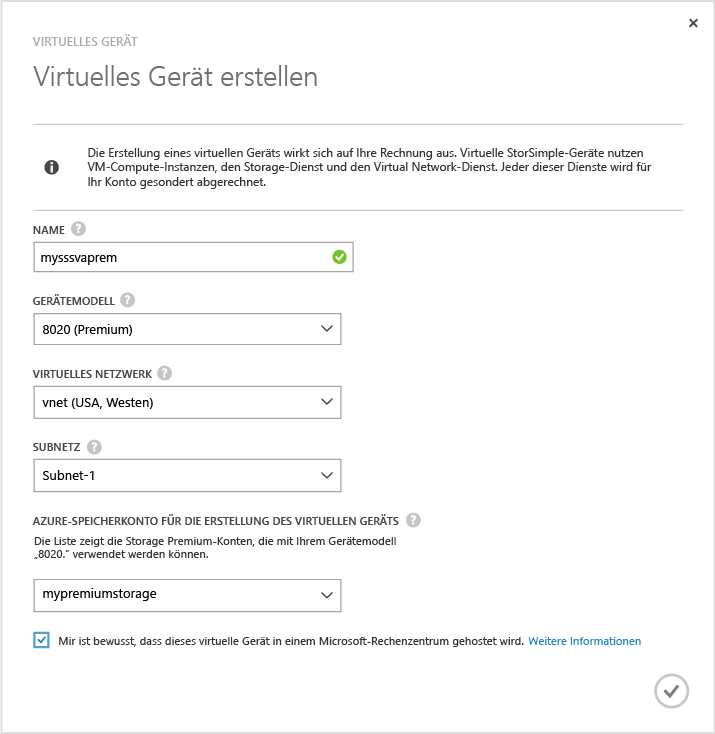 VIRTUELLES GERÄT
Virtuelles Gerät erstellen
Die Erstellung eines virtuellen Geräts wirkt sich auf Ihre Rechnung aus. Virtuelle StorSimple-Geräte nutzen
VM-Compute-Instanzen, den Storage-Dienst und den Virtual Network-Dienst. Jeder dieser Dienste wird für
Ihr Konto gesondert abgerechnet.
NAME ?
mysssvaprem
GERÄTEMODELL ?
8020 (Premium)
VIRTUELLES NETZWERK ?
vnet (USA, Westen)
SUBNETZ ?
Subnet-1
AZURE-SPEICHERKONTO FÜR DIE ERSTELLUNG DES VIRTUELLEN GERÄTS ?
Die Liste zeigt die Storage Premium-Konten, die mit Ihrem Gerätemodell
„8020.“ verwendet werden können.
mypremiumstorage
Mir ist bewusst, dass dieses virtuelle Gerät in einem Microsoft-Rechenzentrum gehostet wird. Weitere Informationen